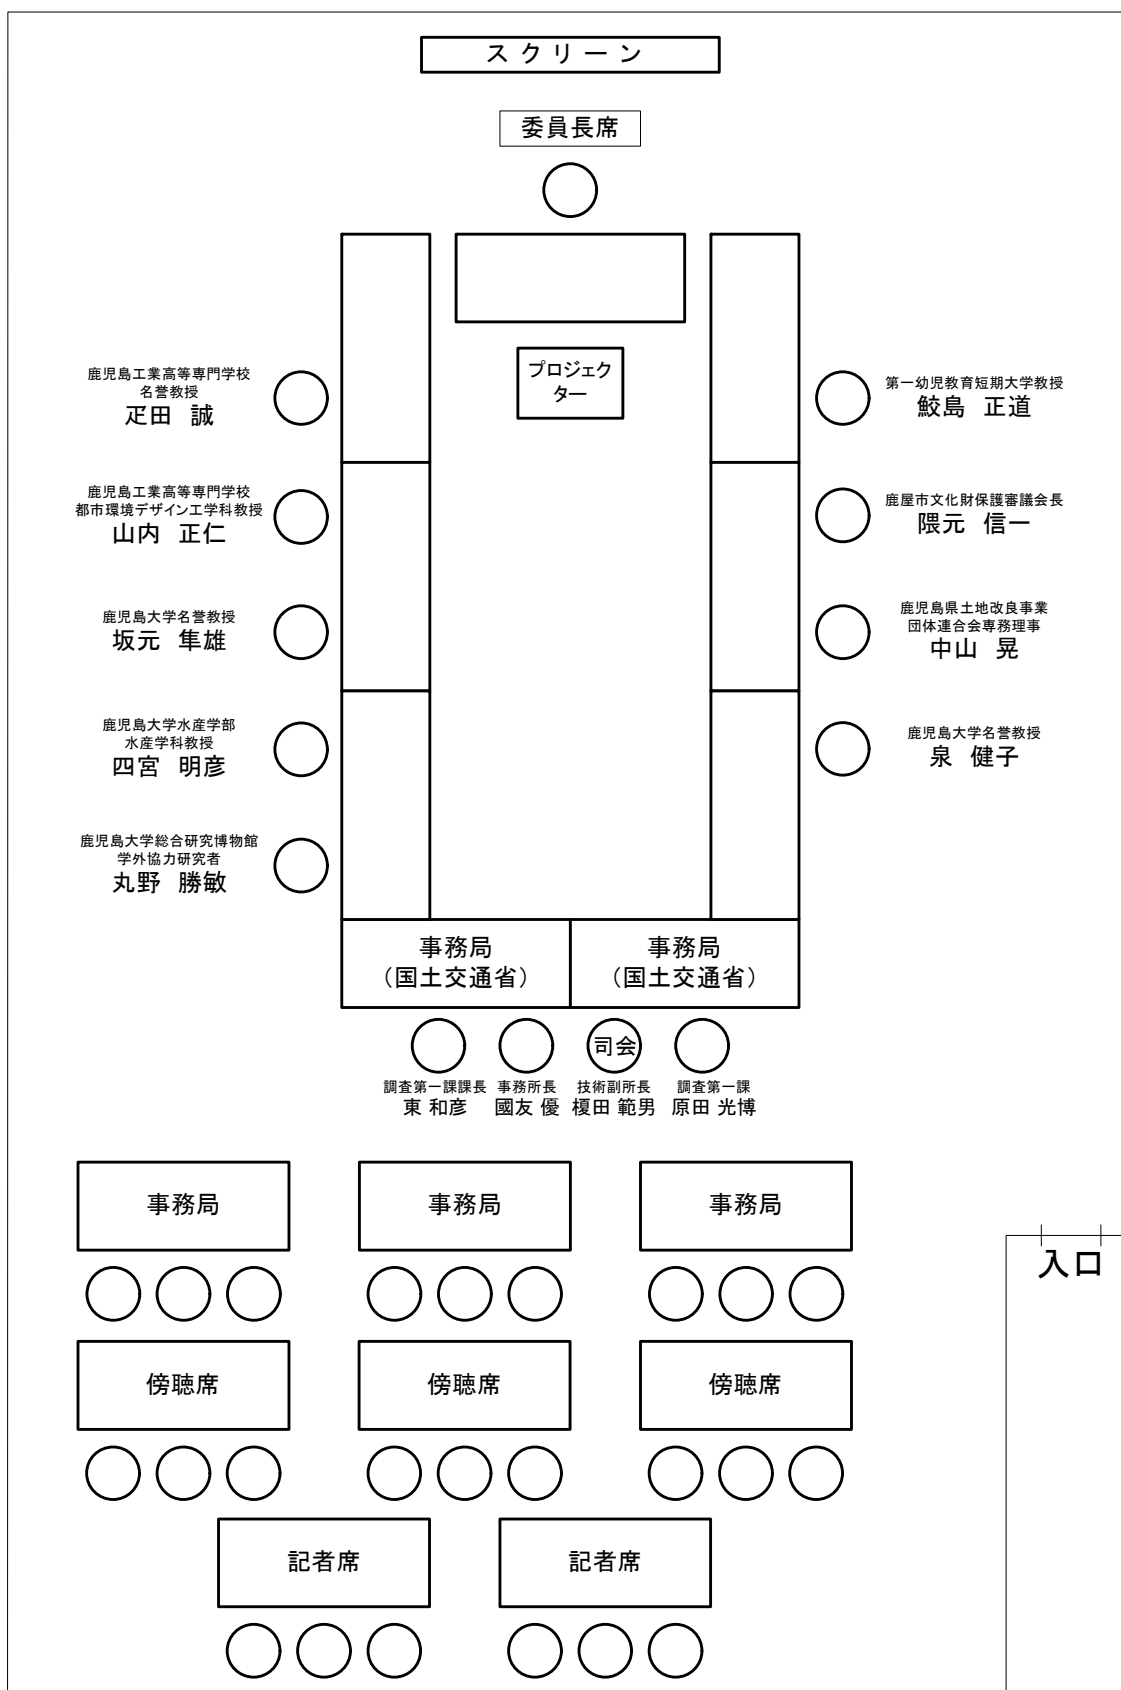 スクリーン
委員長席
プロジェク
ター
鹿児島工業高等専門学校
名誉教授
疋田 誠
鹿児島工業高等専門学校
都市環境デザイン工学科教授
山内 正仁
鹿児島大学名誉教授
坂元 隼雄
鹿児島大学水産学部
水産学科教授
四宮 明彦
鹿児島大学総合研究博物館
学外協力研究者
丸野 勝敏
第一幼児教育短期大学教授
鮫島 正道
鹿屋市文化財保護審議会長
隈元 信一
鹿児島県土地改良事業
団体連合会専務理事
中山 晃
鹿児島大学名誉教授
泉 健子
事務局
（国土交通省）
事務局
（国土交通省）
司会
調査第一課課長
東 和彦
事務所長
國友 優
技術副所長
榎田 範男
調査第一課
原田 光博
事務局
事務局
事務局
入口
傍聴席
傍聴席
傍聴席
記者席
記者席